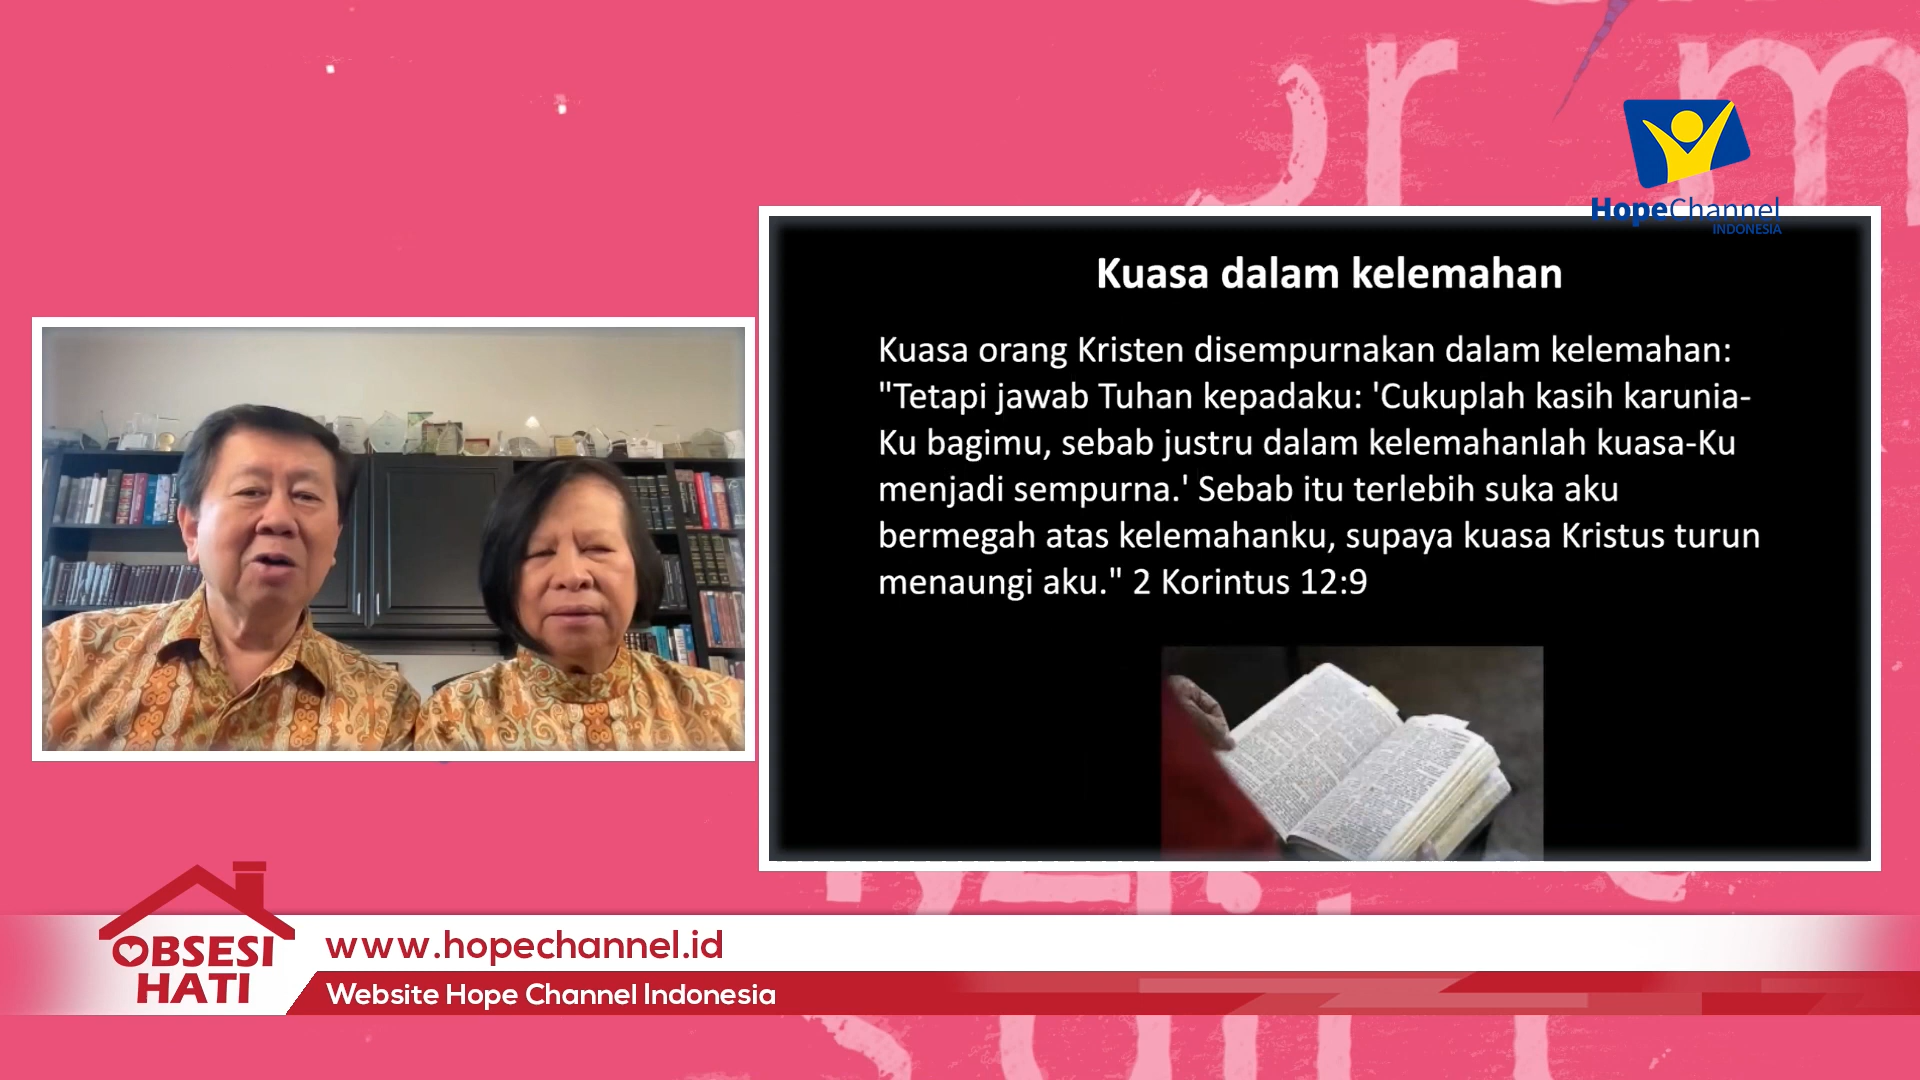 HopeChannel
INDONESIA
Kuasa dalam kelemahan
Kuasa orang Kristen disempurnakan dalam kelemahan:
"Tetapi jawab Tuhan kepadaku: 'Cukuplah kasih karunia-
Ku bagimu, sebab justru dalam kelemahanlah kuasa-Ku
menjadi sempurna.' Sebab itu terlebih suka aku
bermegah atas kelemahanku, supaya kuasa Kristus turun
menaungi aku." 2 Korintus 12:9
OBSESI
HATI
www.hopechannel.id
Website Hope Channel Indonesia